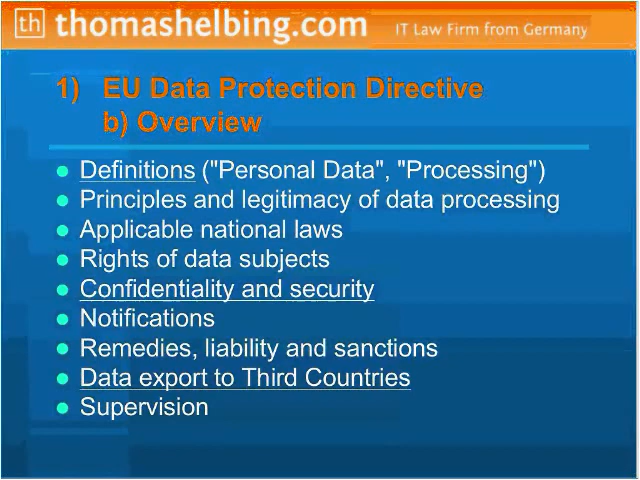 th thomashelbing.com IT Law Firm from Germany
1) EU Data Protection Directive
b) Overview
Definitions ("Personal Data", "Processing")
Principles and legitimacy of data processing
Applicable national laws
Rights of data subjects
Confidentiality and security
Notifications
Remedies, liability and sanctions
Data export to Third Countries
Supervision